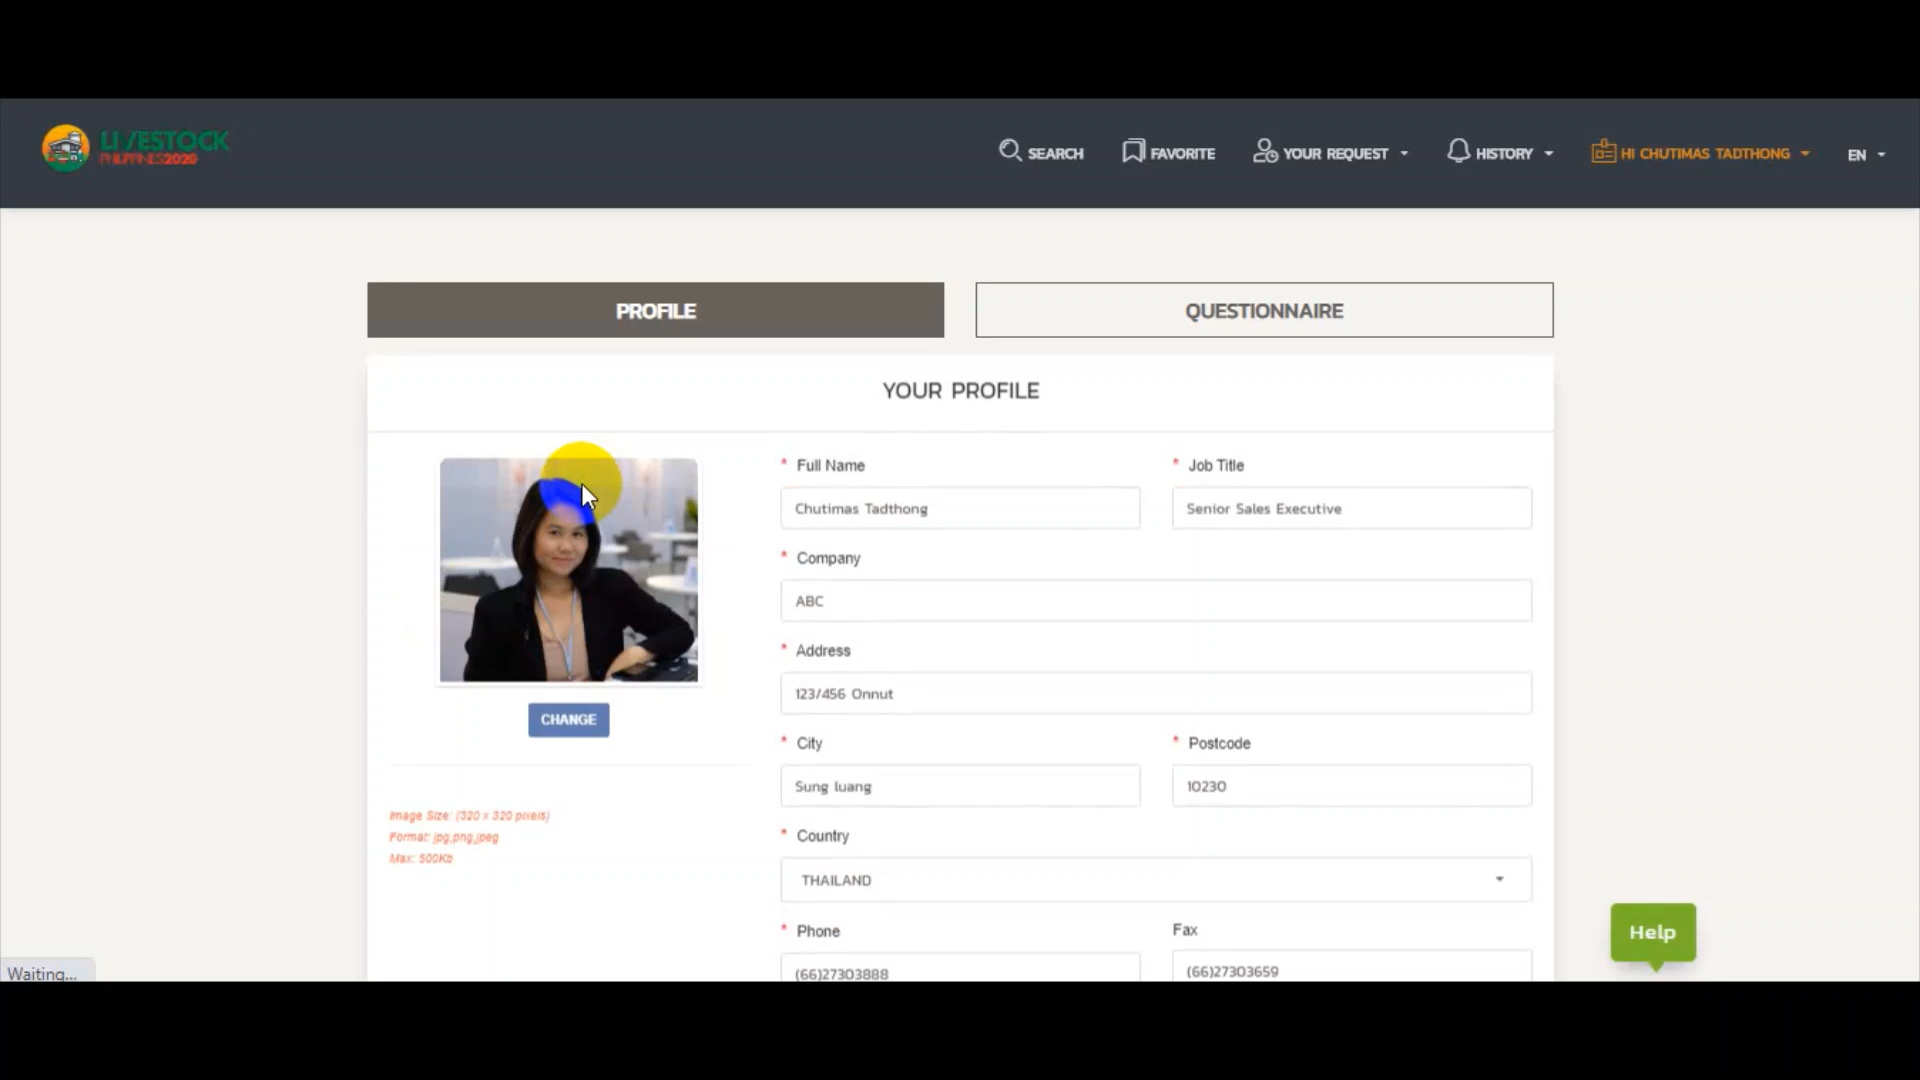 LIVESTOCK
PHILIPPINES2020
SEARCH
FAVORITE
YOUR REQUEST
HISTORY
HI CHUTIMAS TADTHONG
EN
PROFILE
QUESTIONNAIRE
YOUR PROFILE
* Full Name
* Job Title
Chutimas Tadthong
Senior Sales Executive
* Company
ABC
* Address
123/456 Onnut
CHANGE
* City
* Postcode
Sung luang
10230
Image Size: (320 x 320 pixels)
Format: jpg,png,jpeg
Max: 500Kb
* Country
THAILAND
* Phone
Fax
(66)27303888
(66)27303659
Help
Waiting...